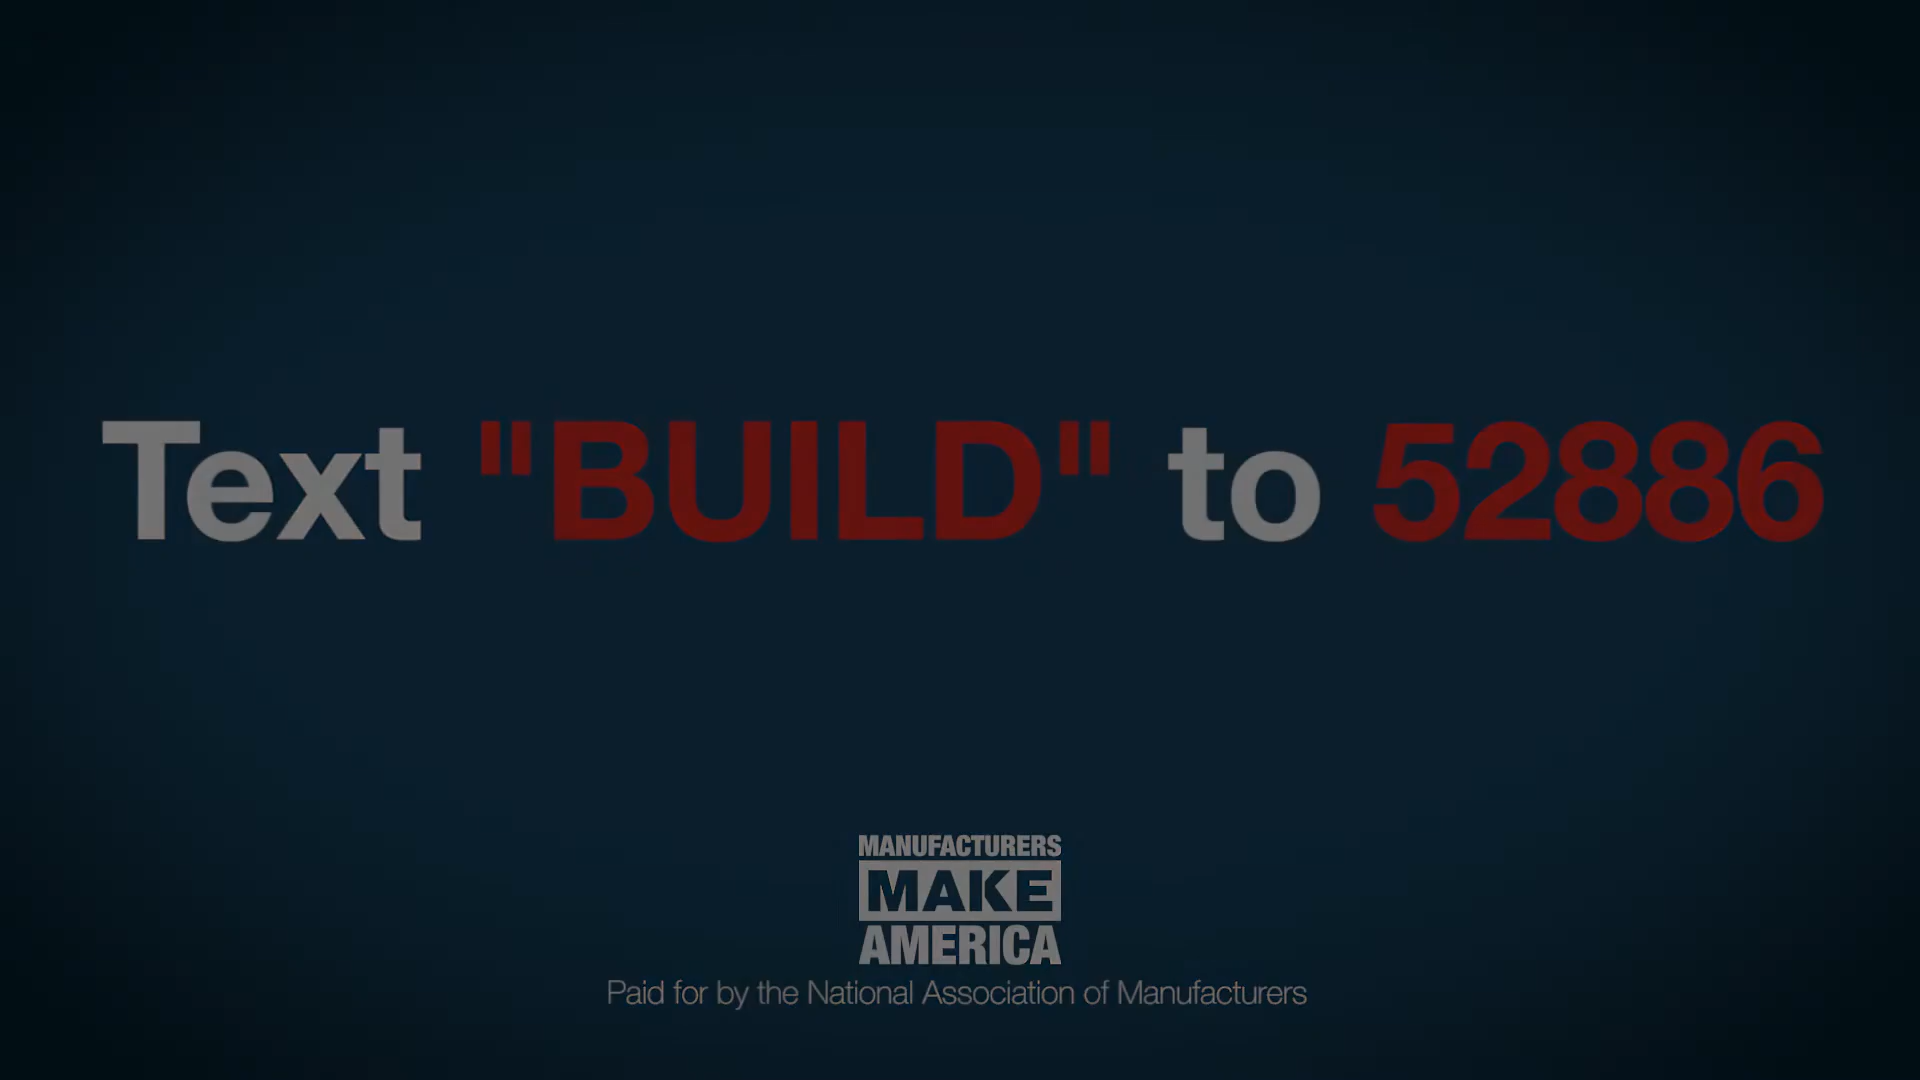 Text "BUILD" to 52886
MANUFACTURERS
MAKE
AMERICA
Paid for by the National Association of Manufacturers